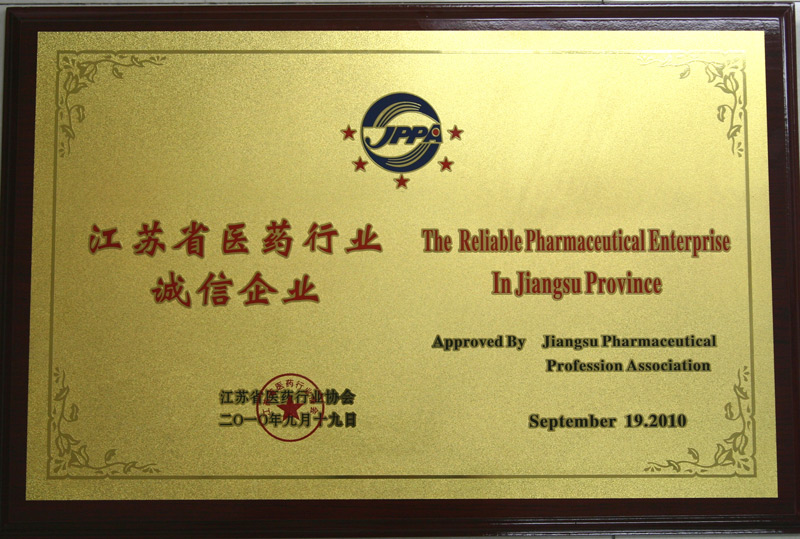 JPPA
江苏省医药行业
诚信企业
The Reliable Pharmaceutical Enterprise
In Jiangsu Province
Approved By Jiangsu Pharmaceutical
Profession Association
江苏省医药行业协会
二〇一〇年九月十九日
September 19.2010